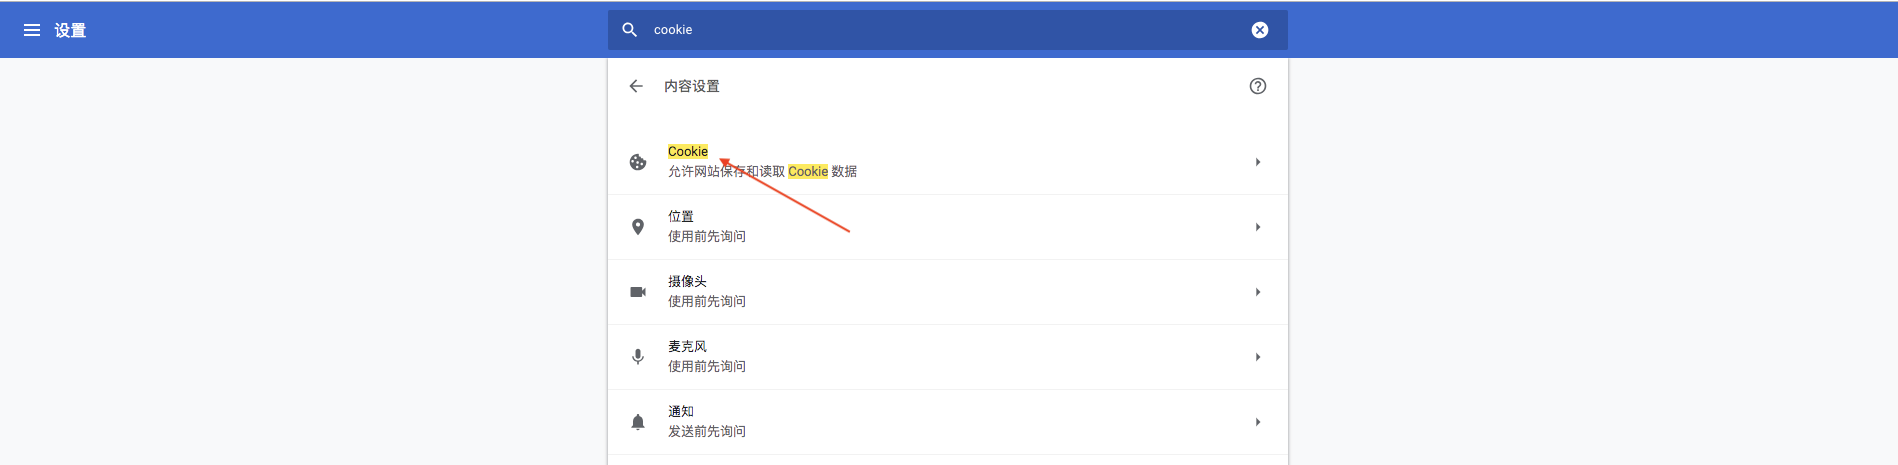 设置
cookie
内容设置
Cookie
允许网站保存和读取 Cookie 数据
位置
使用前先询问
摄像头
使用前先询问
麦克风
使用前先询问
通知
发送前先询问